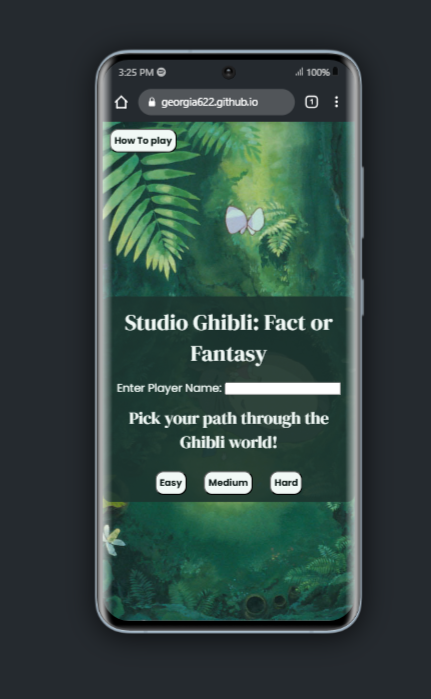 3:25 PM
100%
georgia622.github.io
1
How To play
Studio Ghibli: Fact or
Fantasy
Enter Player Name:
Pick your path through the
Ghibli world!
Easy
Medium
Hard